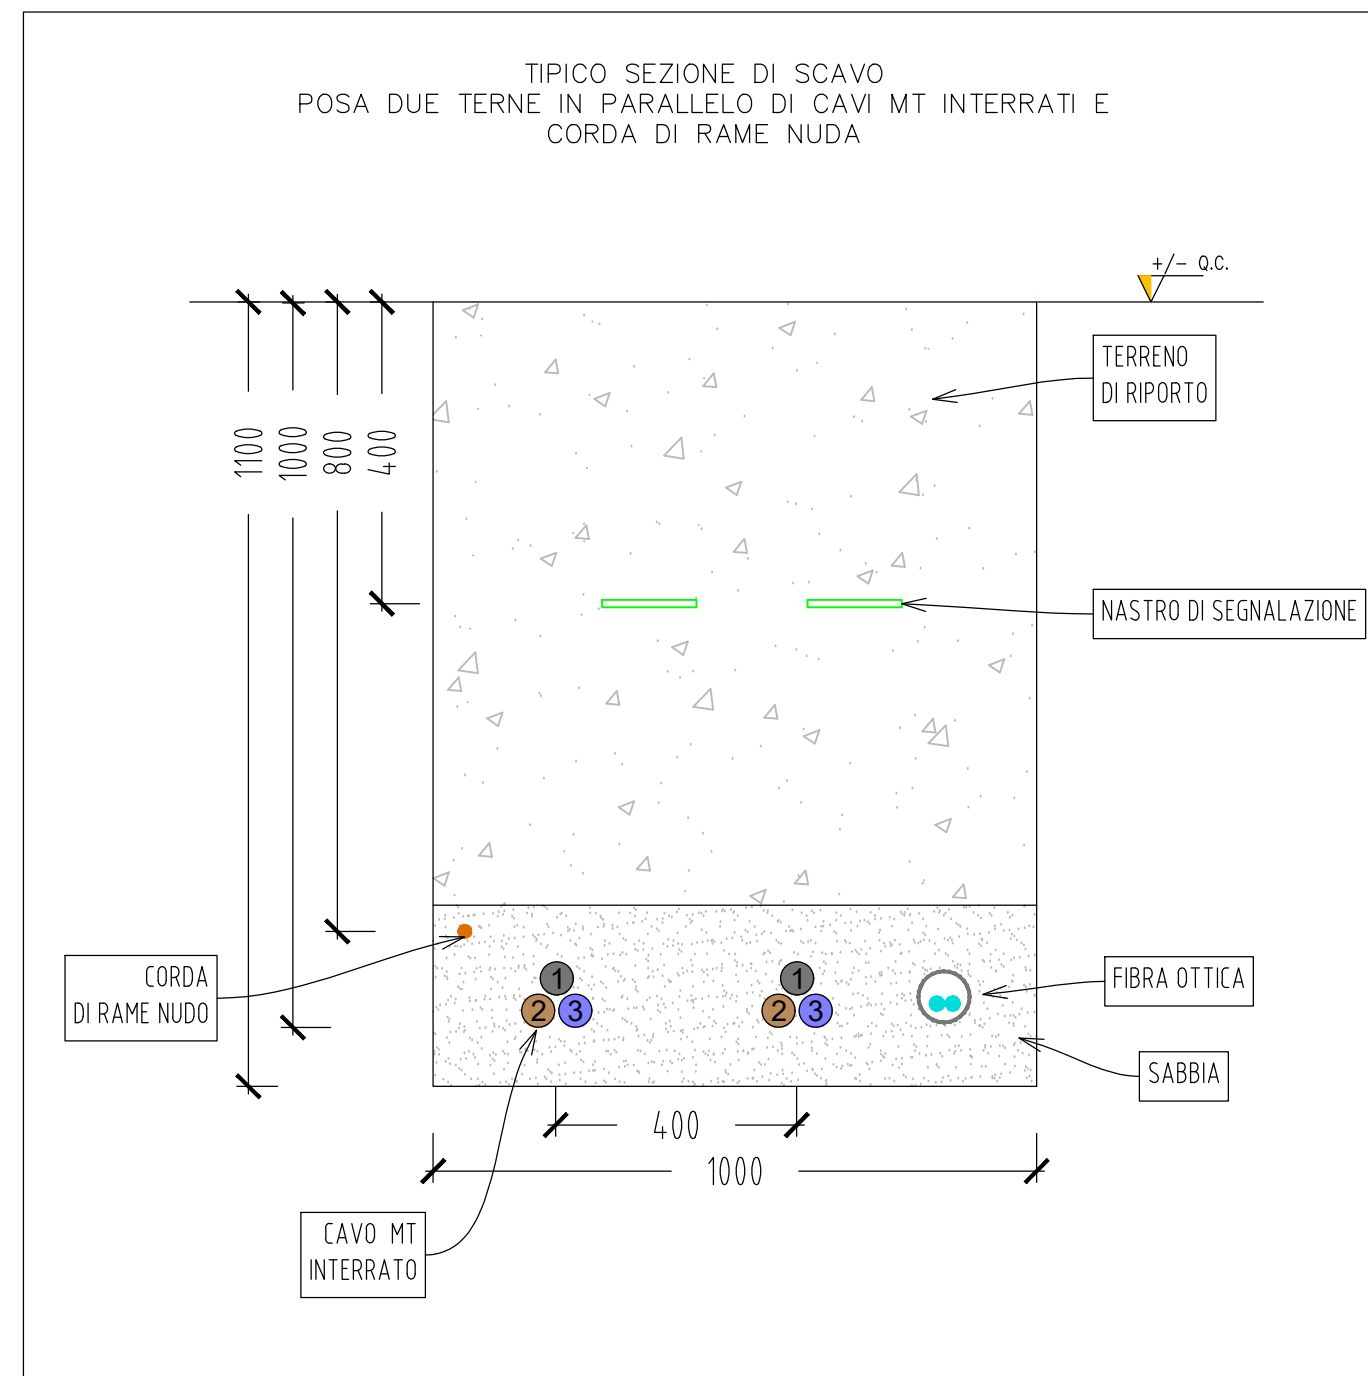 TIPICO SEZIONE DI SCAVO
POSA DUE TERNE IN PARALLELO DI CAVI MT INTERRATI E
CORDA DI RAME NUDA
+/- Q.C.
TERRENO
DI RIPORTO
1100
1000
800
400
NASTRO DI SEGNALAZIONE
CORDA
DI RAME NUDO
1
2
3
1
2
3
FIBRA OTTICA
SABBIA
400
1000
CAVO MT
INTERRATO